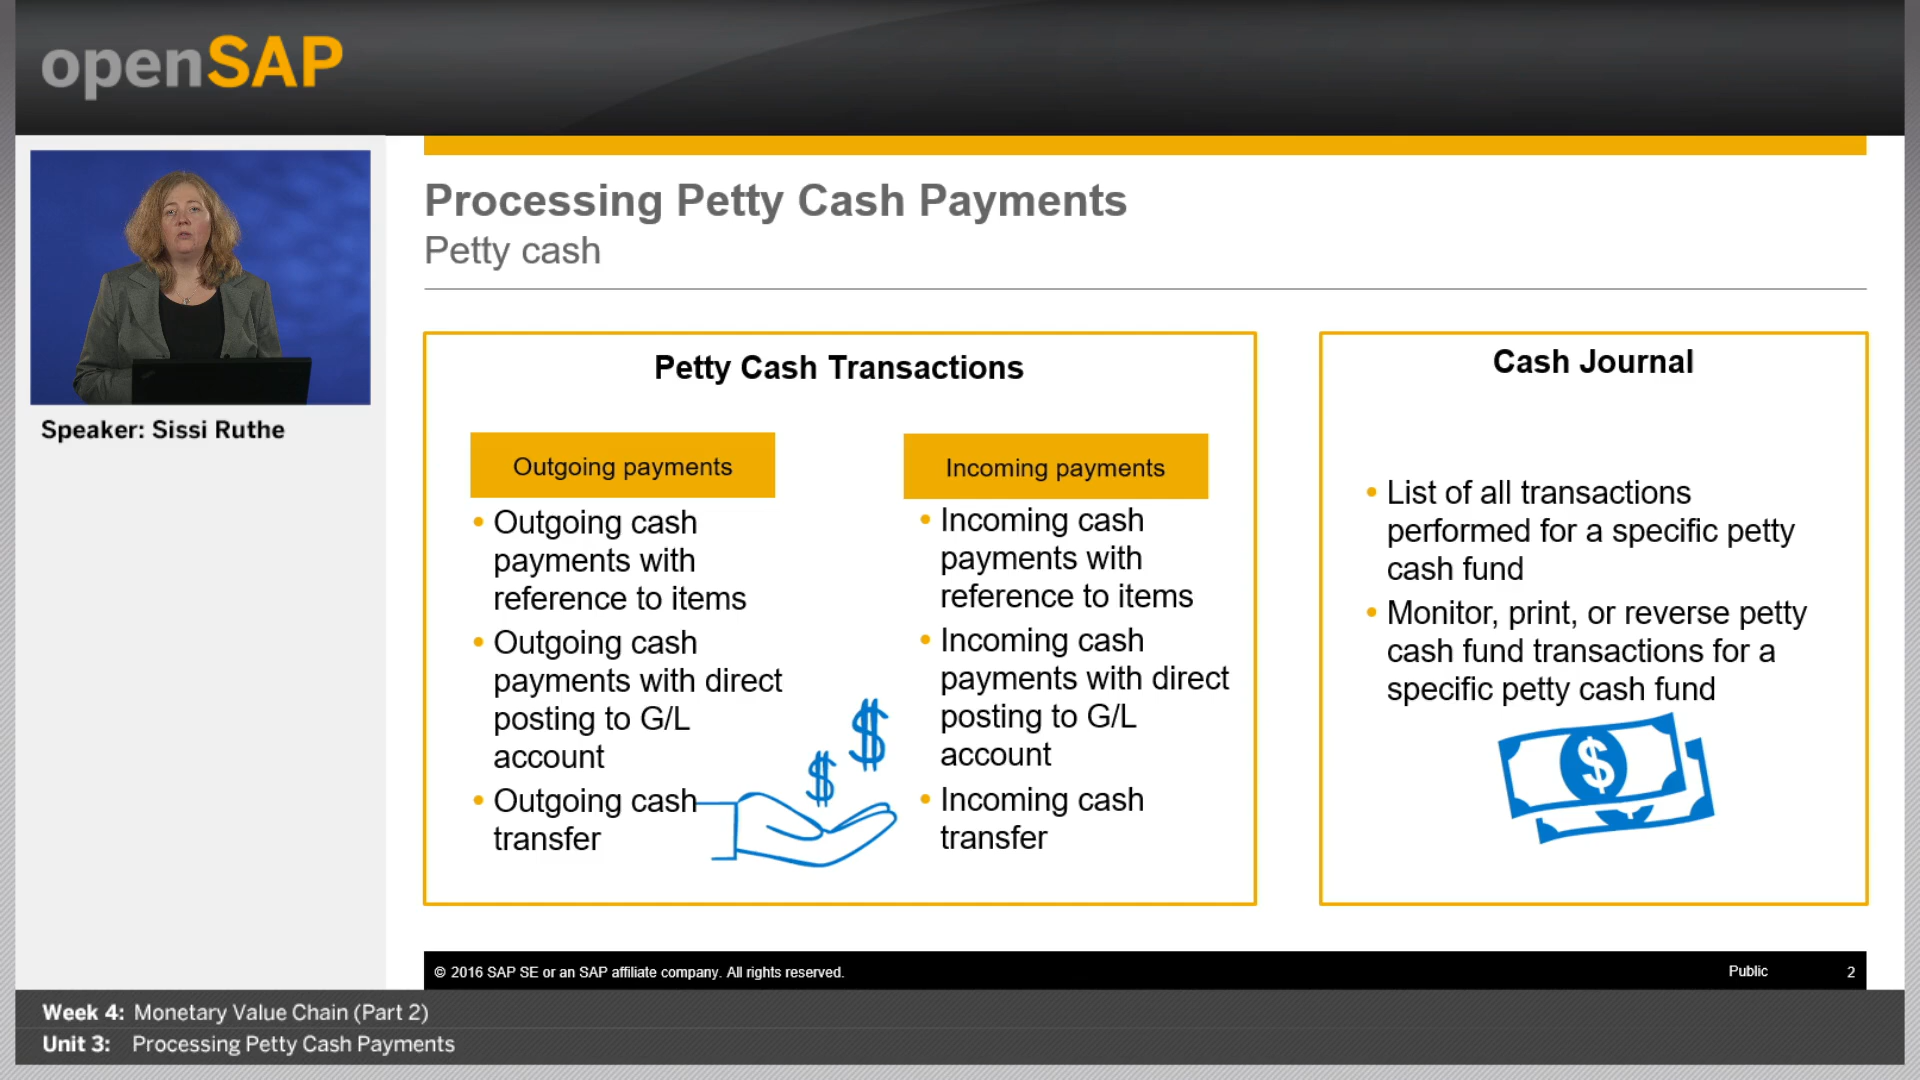 openSAP
Speaker: Sissi Ruthe
Processing Petty Cash Payments
Petty cash
Petty Cash Transactions
Outgoing payments
• Outgoing cash
payments with
reference to items
• Outgoing cash
payments with direct
posting to G/L
account
• Outgoing cash
transfer
Incoming payments
• Incoming cash
payments with
reference to items
• Incoming cash
payments with direct
posting to G/L
account
• Incoming cash
transfer
$
$
Cash Journal
• List of all transactions
performed for a specific petty
cash fund
• Monitor, print, or reverse petty
cash fund transactions for a
specific petty cash fund
$
© 2016 SAP SE or an SAP affiliate company. All rights reserved.
Public
2
Week 4: Monetary Value Chain (Part 2)
Unit 3: Processing Petty Cash Payments